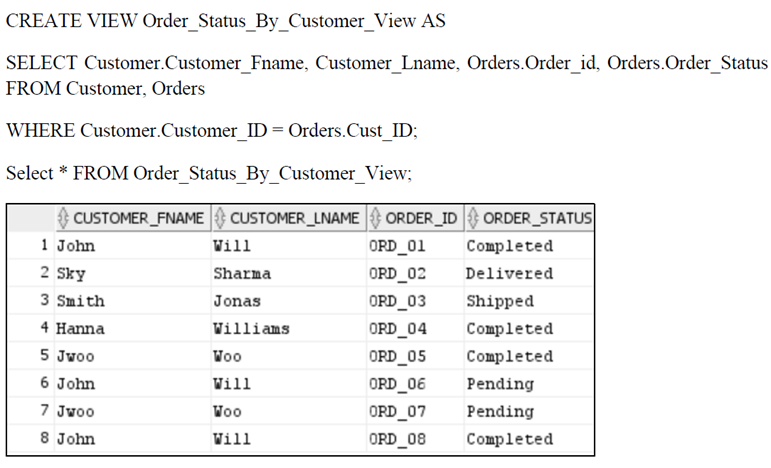 CREATE VIEW Order_Status_By_Customer_View AS
SELECT Customer.Customer_Fname, Customer_Lname, Orders.Order_id, Orders.Order_Status
FROM Customer, Orders
WHERE Customer.Customer_ID = Orders.Cust_ID;
Select * FROM Order_Status_By_Customer_View;
CUSTOMER_FNAME CUSTOMER_LNAME ORDER_ID ORDER_STATUS
1 John Will ORD_01 Completed
2 Sky Sharma ORD_02 Delivered
3 Smith Jonas ORD_03 Shipped
4 Hanna Williams ORD_04 Completed
5 Jwoo Woo ORD_05 Completed
6 John Will ORD_06 Pending
7 Jwoo Woo ORD_07 Pending
8 John Will ORD_08 Completed